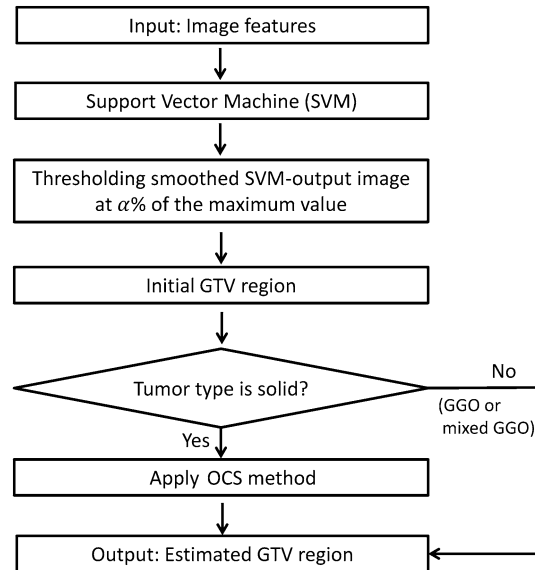 Input: Image features
Support Vector Machine (SVM)
Thresholding smoothed SVM-output image
at α% of the maximum value
Initial GTV region
Tumor type is solid?
No
(GGO or
mixed GGO)
Yes
Apply OCS method
Output: Estimated GTV region